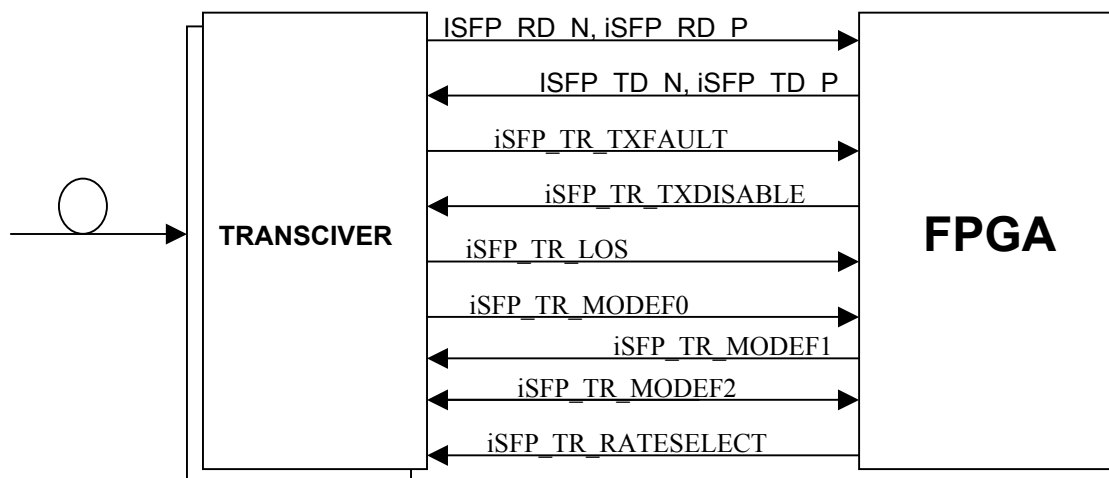 ISFP_RD_N, iSFP_RD_P
ISFP_TD_N, iSFP_TD_P
iSFP_TR_TXFAULT
iSFP_TR_TXDISABLE
TRANSCIVER
FPGA
iSFP_TR_LOS
iSFP_TR_MODEF0
iSFP_TR_MODEF1
iSFP_TR_MODEF2
iSFP_TR_RATESELECT